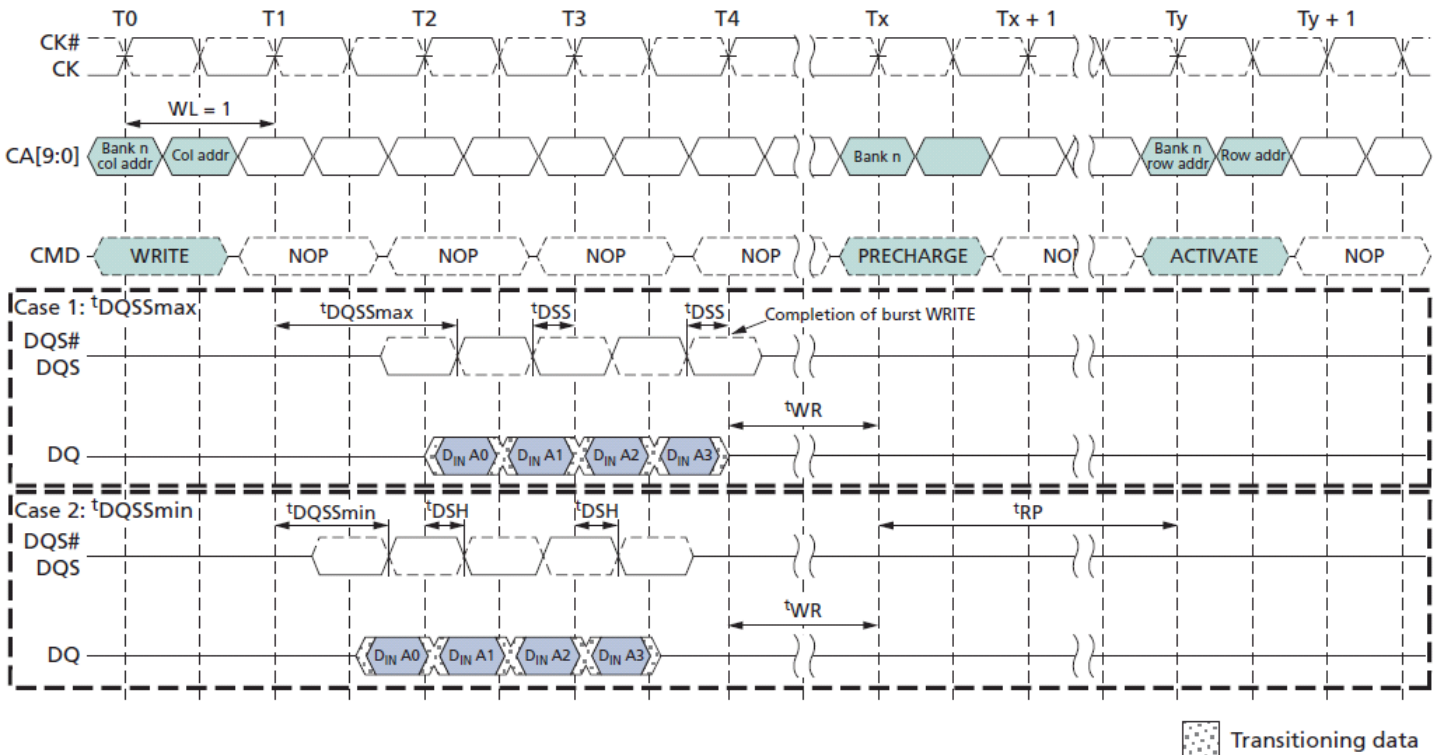 T0 T1 T2 T3 T4 Tx Tx + 1 Ty Ty + 1
CK#
CK
WL = 1
CA[9:0] Bank n col addr Col addr Bank n Bank n row addr Row addr
CMD WRITE NOP NOP NOP NOP PRECHARGE NOP ACTIVATE NOP
Case 1: tDQSSmax
tDQSSmax tDSS tDSS Completion of burst WRITE
DQS#
DQS
tWR
DQ DIN A0 DIN A1 DIN A2 DIN A3
Case 2: tDQSSmin
tDQSSmin tDSH tDSH tRP
DQS#
DQS
tWR
DQ DIN A0 DIN A1 DIN A2 DIN A3
Transitioning data